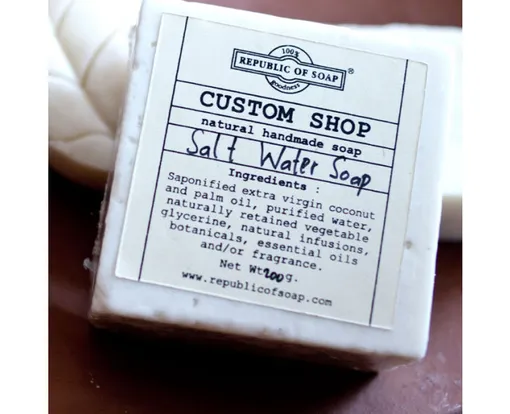 100%
REPUBLIC OF SOAP®
goodness
CUSTOM SHOP
natural handmade soap
Salt Water Soap
Ingredients :
Saponified extra virgin coconut
and palm oil, purified water,
naturally retained vegetable
glycerine, natural infusions,
botanicals, essential oils
and/or fragrance.
Net Wt200g.
www.republicofsoap.com